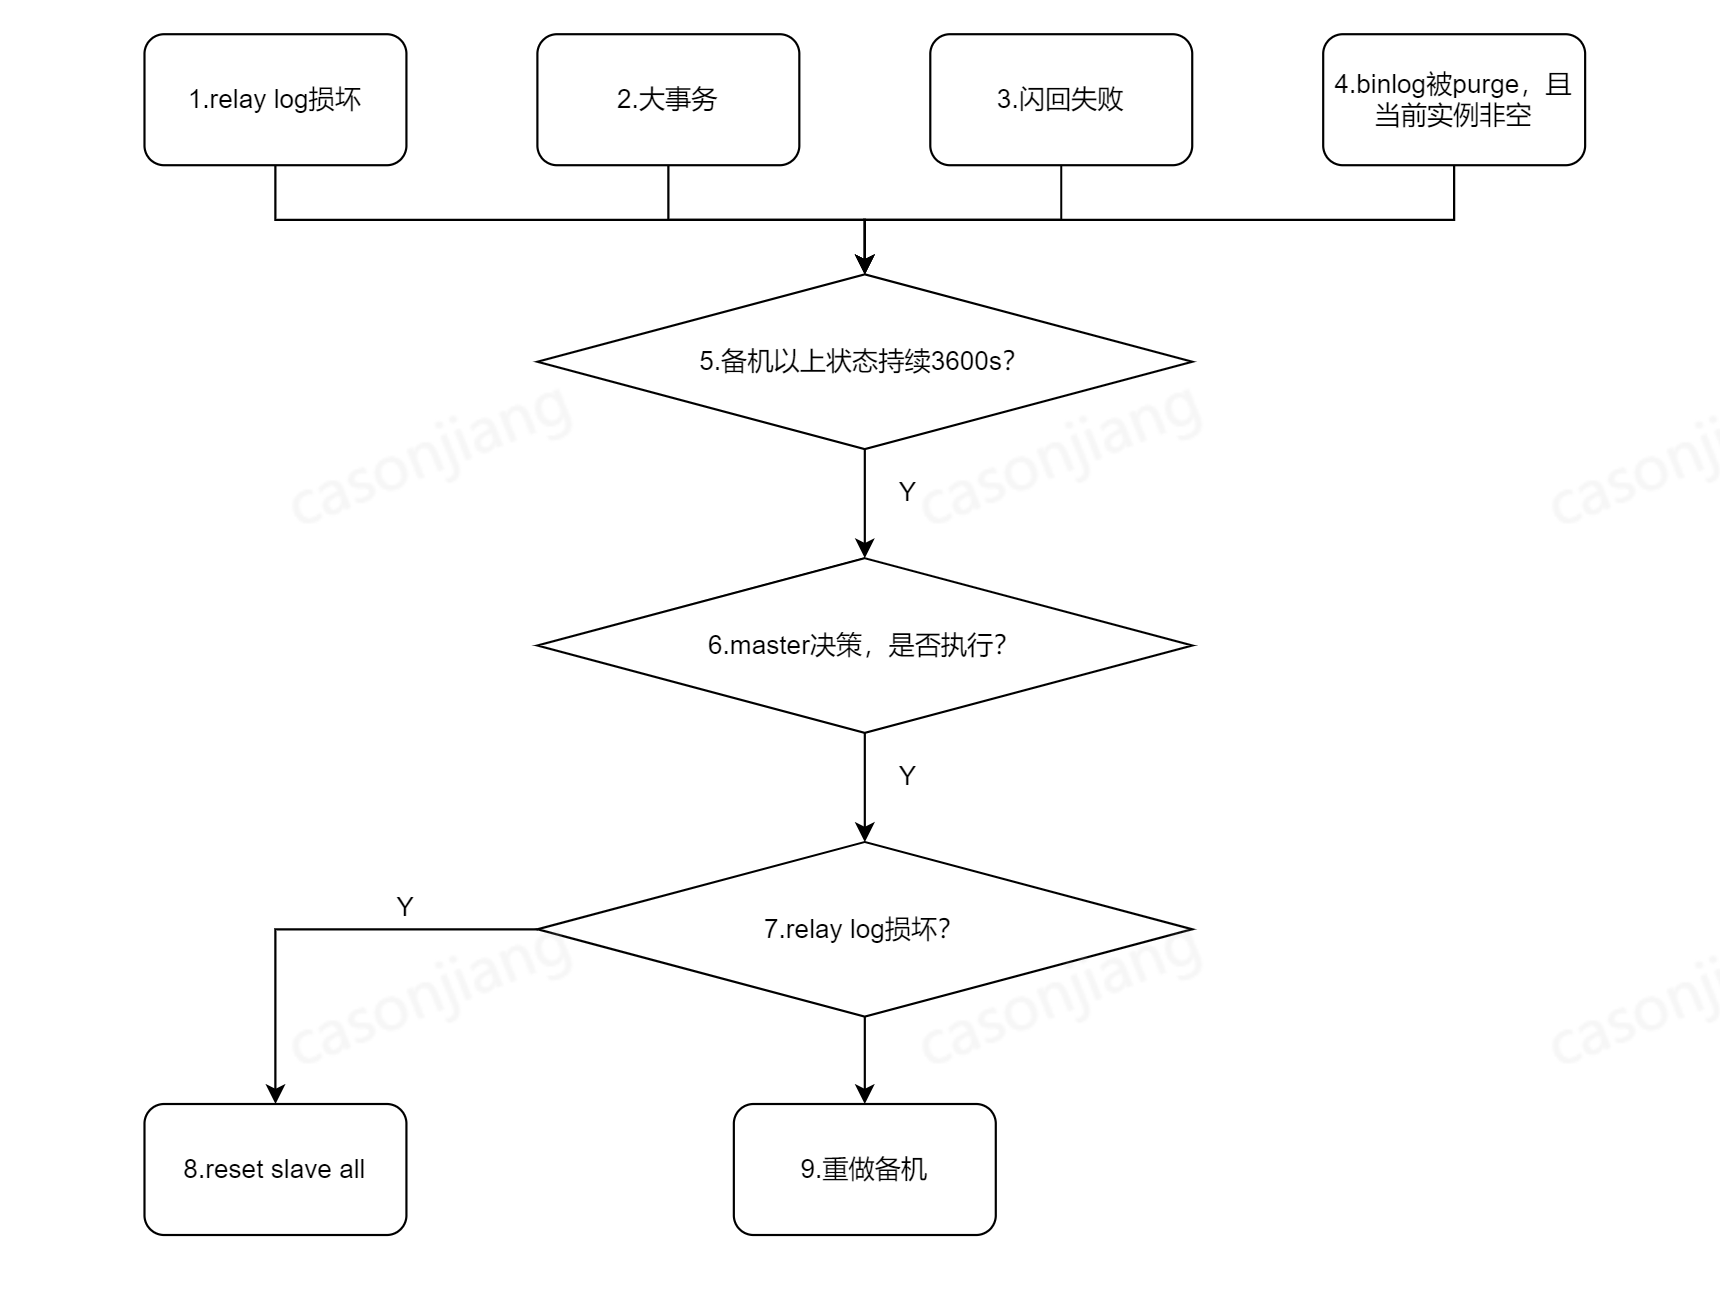 1.relay log损坏
2.大事务
3.闪回失败
4.binlog被purge，且
当前实例非空
5.备机以上状态持续3600s？
casonjiang
casonjiang
casonji
Y
6.master决策，是否执行？
Y
Y
7.relay log损坏？
casonjiang
casonjiang
casonji
8.reset slave all
9.重做备机